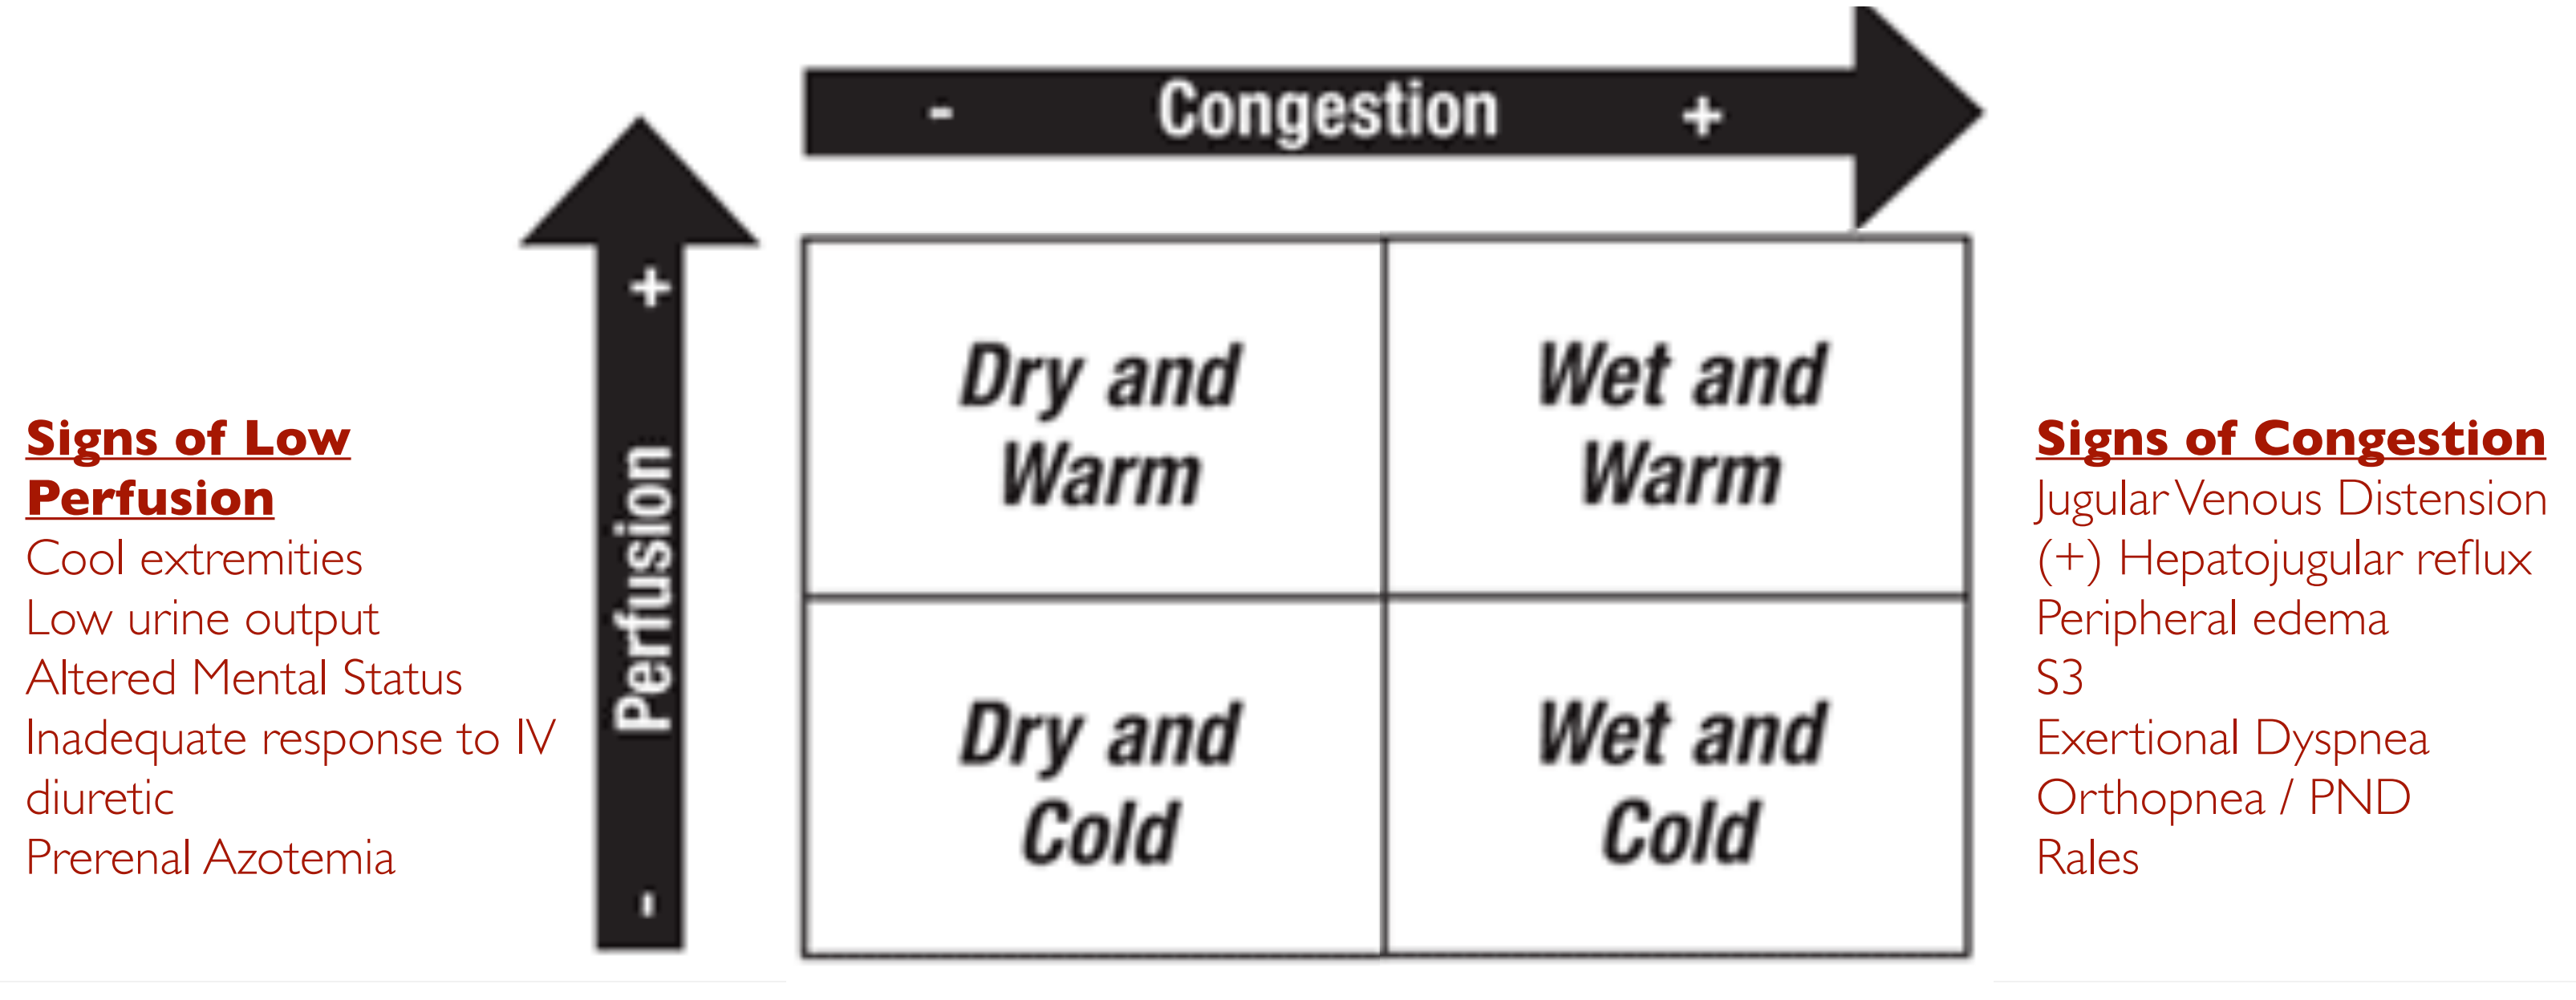 - Congestion +
+
Perfusion
-
Dry and
Warm
Wet and
Warm
Dry and
Cold
Wet and
Cold
Signs of Low
Perfusion
Cool extremities
Low urine output
Altered Mental Status
Inadequate response to IV
diuretic
Prerenal Azotemia
Signs of Congestion
Jugular Venous Distension
(+) Hepatojugular reflux
Peripheral edema
S3
Exertional Dyspnea
Orthopnea / PND
Rales